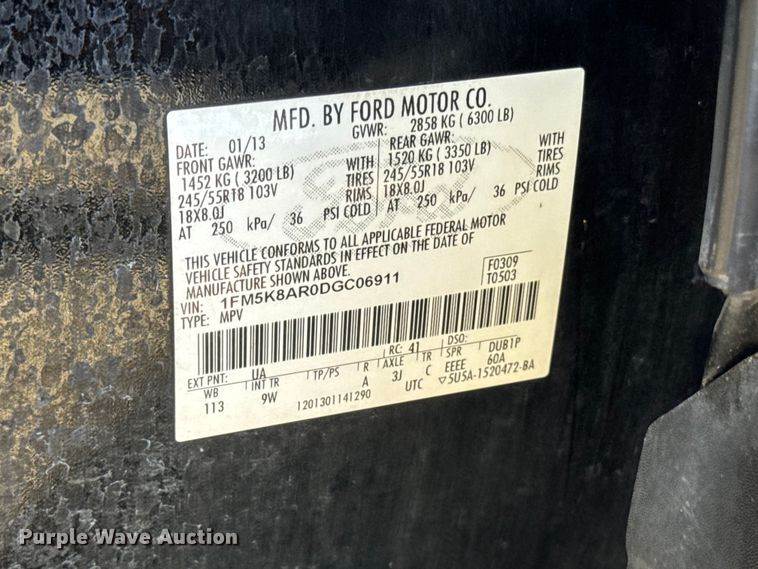 MFD. BY FORD MOTOR CO.
DATE: 01/13 GVWR: 2858 KG ( 6300 LB)
FRONT GAWR: WITH REAR GAWR: WITH
1452 KG ( 3200 LB) TIRES 1520 KG ( 3350 LB) TIRES
245/55R18 103V RIMS 245/55R18 103V RIMS
18X8.0J 18X8.0J
AT 250 kPa/ 36 PSI COLD AT 250 kPa/ 36 PSI COLD
THIS VEHICLE CONFORMS TO ALL APPLICABLE FEDERAL MOTOR
VEHICLE SAFETY STANDARDS IN EFFECT ON THE DATE OF
MANUFACTURE SHOWN ABOVE. F0309
VIN: 1FM5K8AR0DGC06911 T0503
TYPE: MPV
EXT PNT: UA RC: 41 DSO:
WB INT TR TP/PS R AXLE TR SPR DUB1P
113 9W A 3J C EEEE 60A
1201301141290 UTC ▽5U5A-1520472-BA
Purple Wave Auction